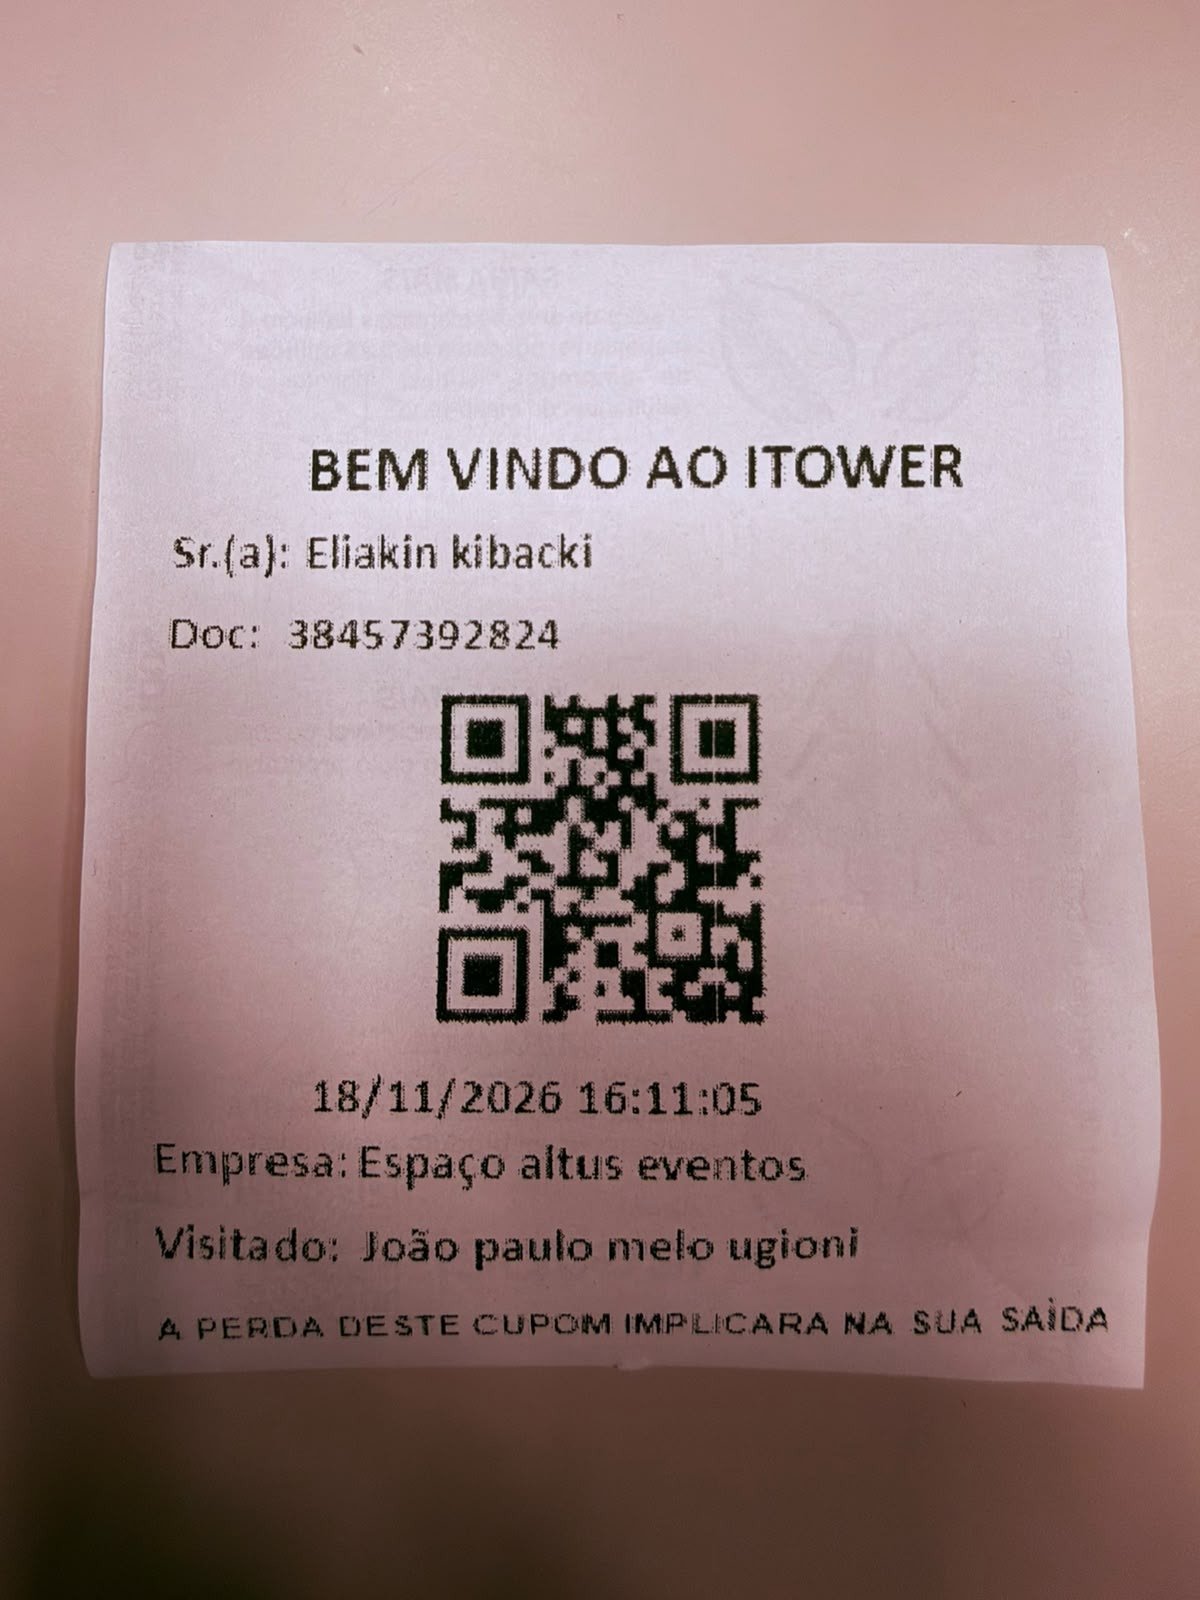 BEM VINDO AO ITOWER
Sr.(a): Eliakin kibacki
Doc: 38457392824
18/11/2026 16:11:05
Empresa: Espaço altus eventos
Visitado: João paulo melo ugioni
A PERDA DESTE CUPOM IMPLICARA NA SUA SAÍDA